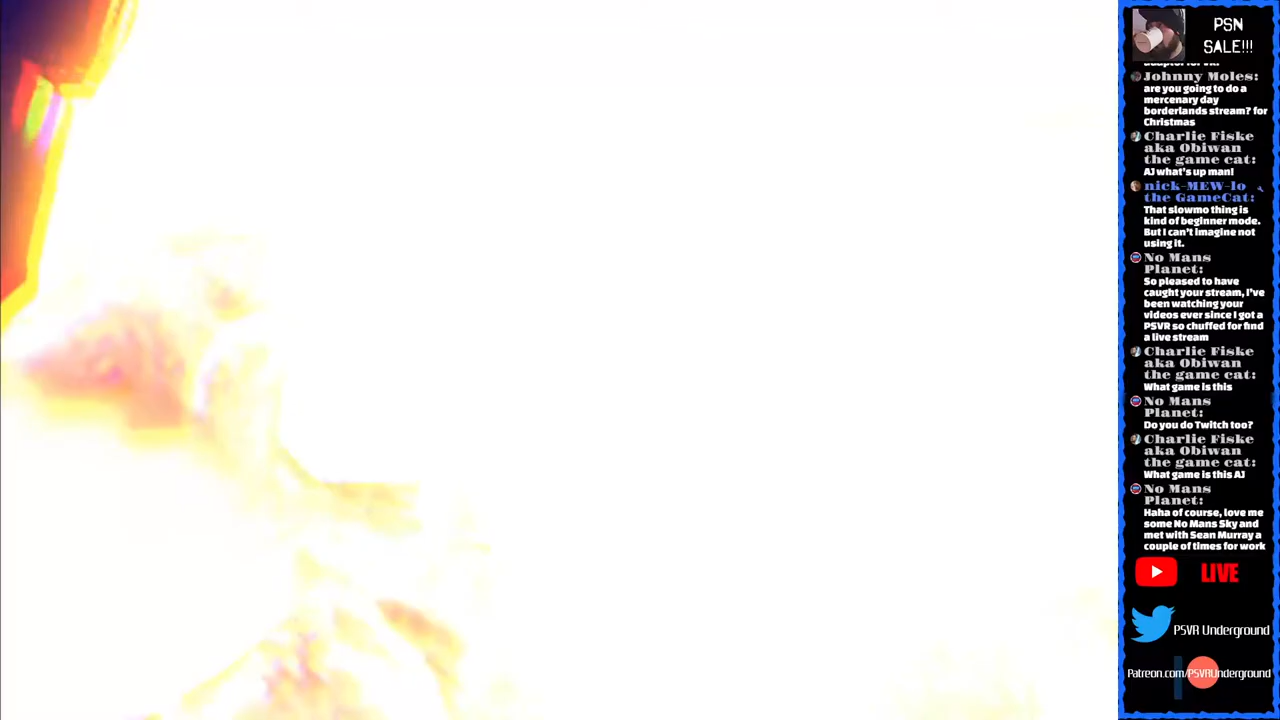 PSN
SALE!!!
adaptor for VR.
Johnny Moles:
are you going to do a
mercenary day
borderlands stream? for
Christmas
Charlie Fiske
aka Obiwan
the game cat:
AJ what's up man!
nick-MEW-lo
the GameCat:
That slowmo thing is
kind of beginner mode.
But I can't imagine not
using it.
No Mans
Planet:
So pleased to have
caught your stream, I've
been watching your
videos ever since I got a
PSVR so chuffed for find
a live stream
Charlie Fiske
aka Obiwan
the game cat:
What game is this
No Mans
Planet:
Do you do Twitch too?
Charlie Fiske
aka Obiwan
the game cat:
What game is this AJ
No Mans
Planet:
Haha of course, love me
some No Mans Sky and
met with Sean Murray a
couple of times for work
LIVE
PSVR Underground
Patreon.com/PSVRUnderground